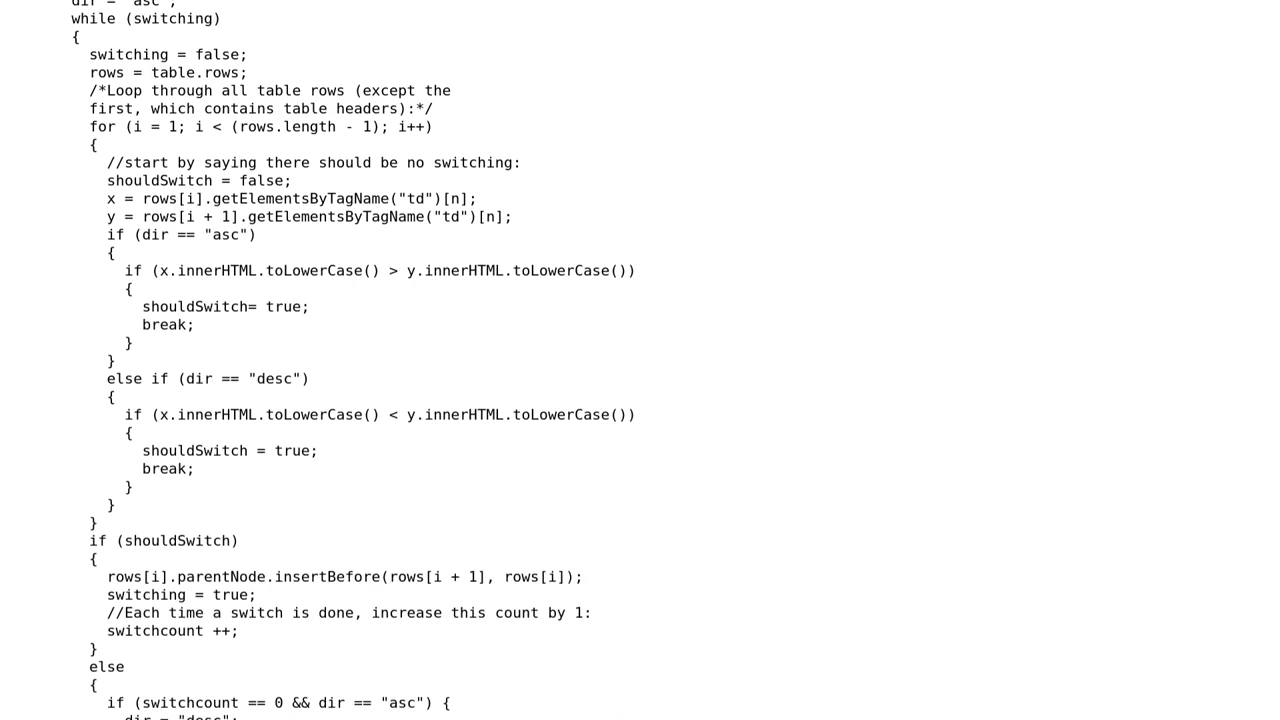 dir = "asc";
while (switching)
{
switching = false;
rows = table.rows;
/*Loop through all table rows (except the
first, which contains table headers):*/
for (i = 1; i < (rows.length - 1); i++)
{
//start by saying there should be no switching:
shouldSwitch = false;
x = rows[i].getElementsByTagName("td")[n];
y = rows[i + 1].getElementsByTagName("td")[n];
if (dir == "asc")
{
if (x.innerHTML.toLowerCase() > y.innerHTML.toLowerCase())
{
shouldSwitch= true;
break;
}
}
else if (dir == "desc")
{
if (x.innerHTML.toLowerCase() < y.innerHTML.toLowerCase())
{
shouldSwitch = true;
break;
}
}
}
if (shouldSwitch)
{
rows[i].parentNode.insertBefore(rows[i + 1], rows[i]);
switching = true;
//Each time a switch is done, increase this count by 1:
switchcount ++;
}
else
{
if (switchcount == 0 && dir == "asc") {
dir = "desc";